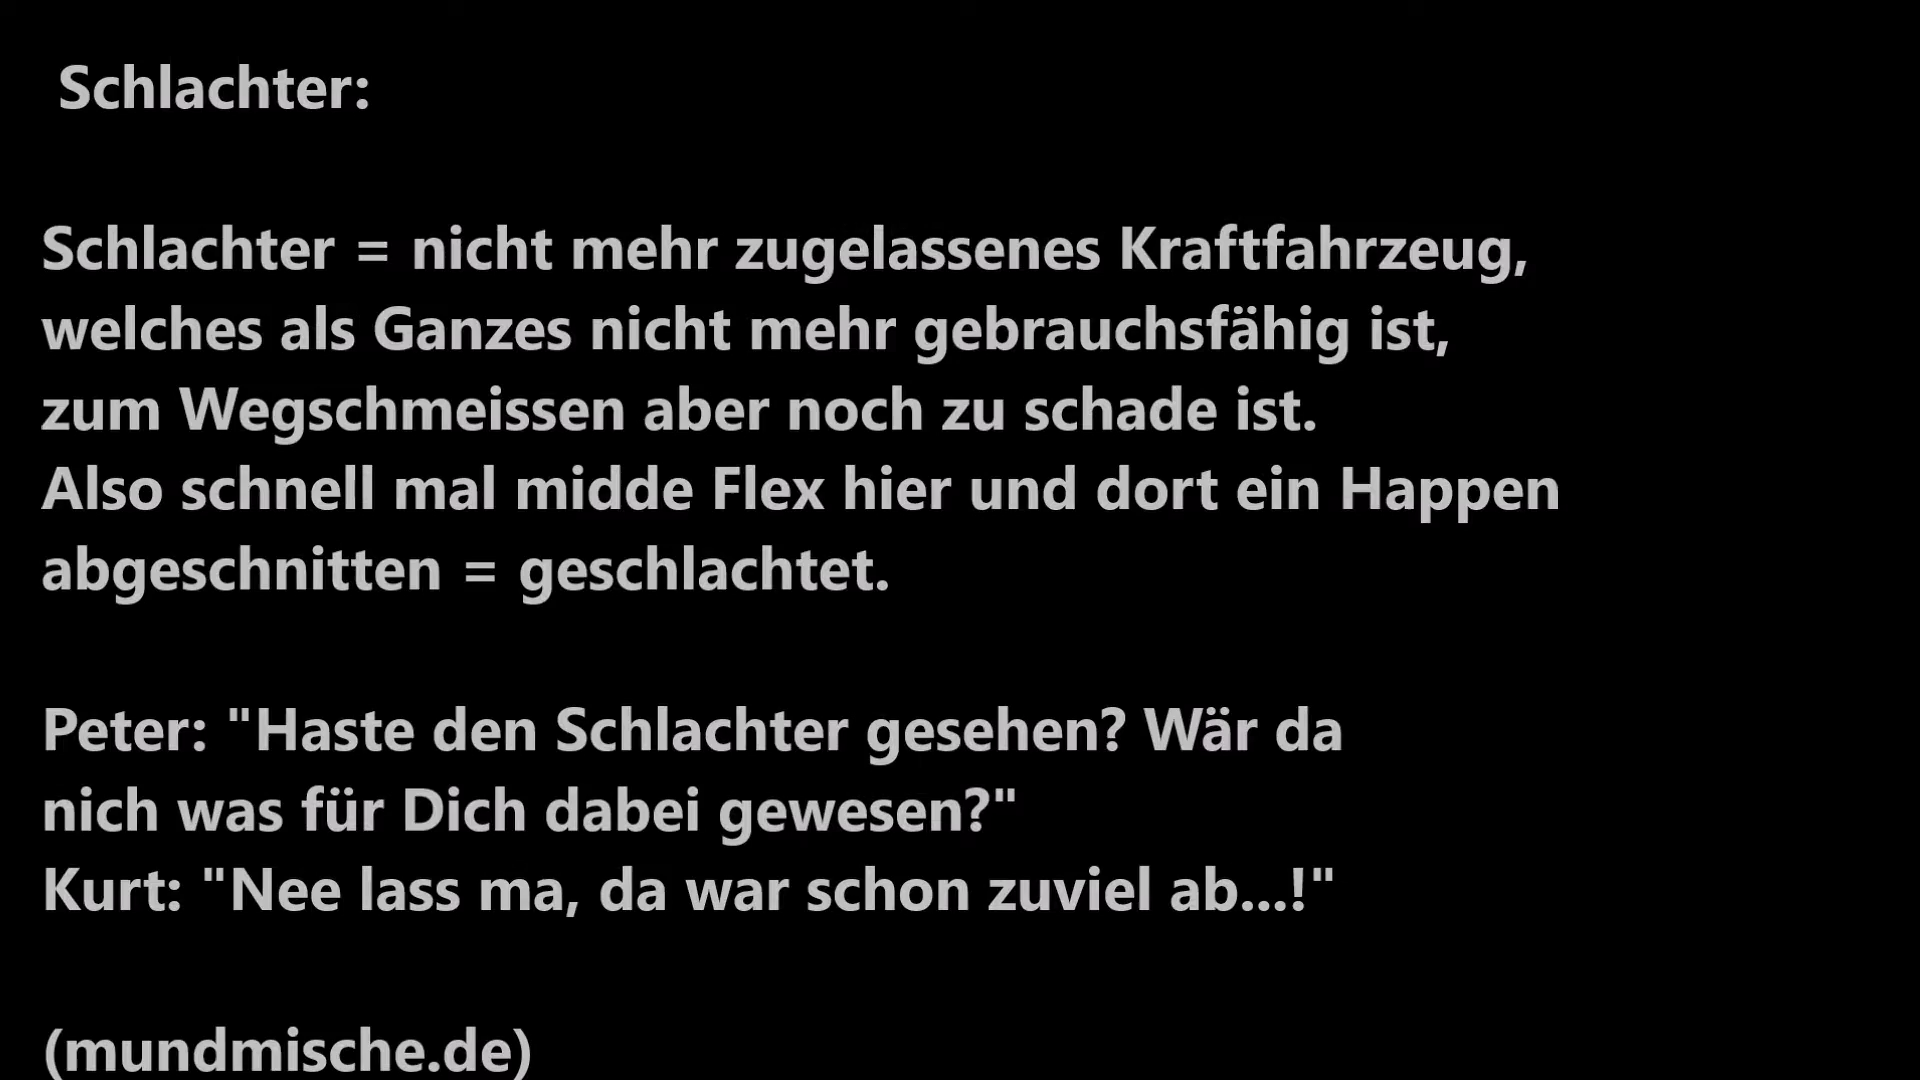 Schlachter:
Schlachter = nicht mehr zugelassenes Kraftfahrzeug,
welches als Ganzes nicht mehr gebrauchsfähig ist,
zum Wegschmeissen aber noch zu schade ist.
Also schnell mal midde Flex hier und dort ein Happen
abgeschnitten = geschlachtet.
Peter: "Haste den Schlachter gesehen? Wär da
nich was für Dich dabei gewesen?"
Kurt: "Nee lass ma, da war schon zuviel ab...!"
(mundmische.de)